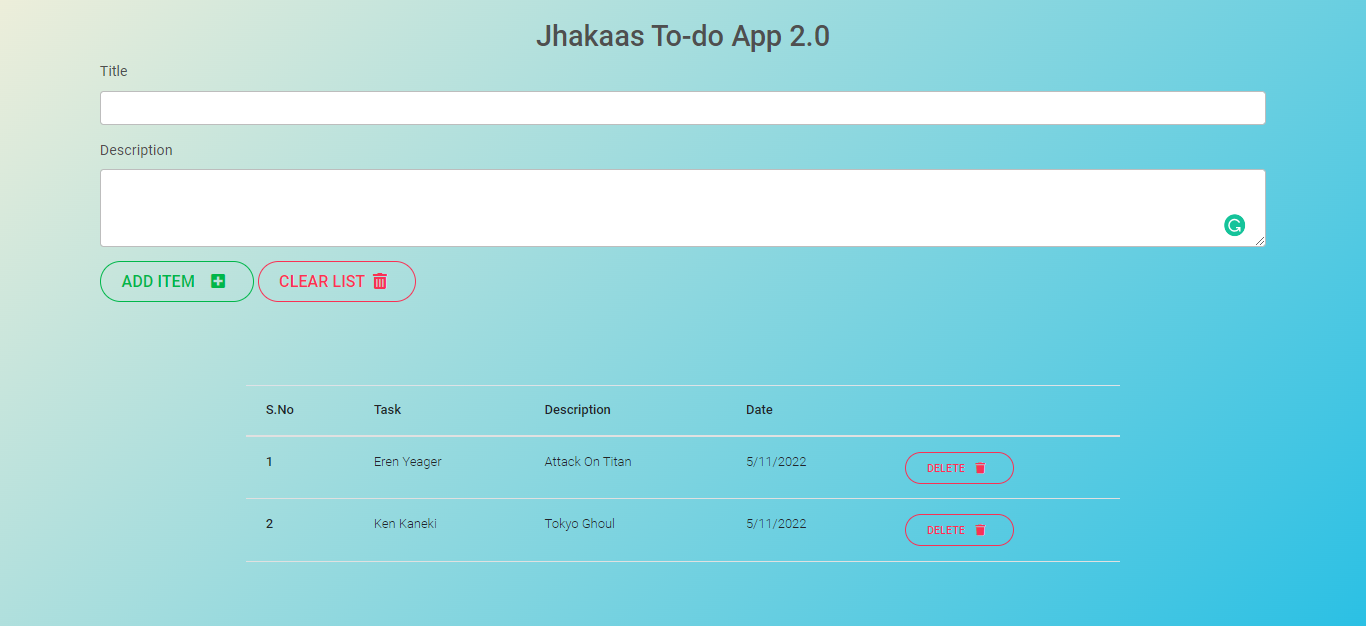 Jhakaas To-do App 2.0
Title
Description
ADD ITEM CLEAR LIST
S.No Task Description Date
1 Eren Yeager Attack On Titan 5/11/2022 DELETE
2 Ken Kaneki Tokyo Ghoul 5/11/2022 DELETE